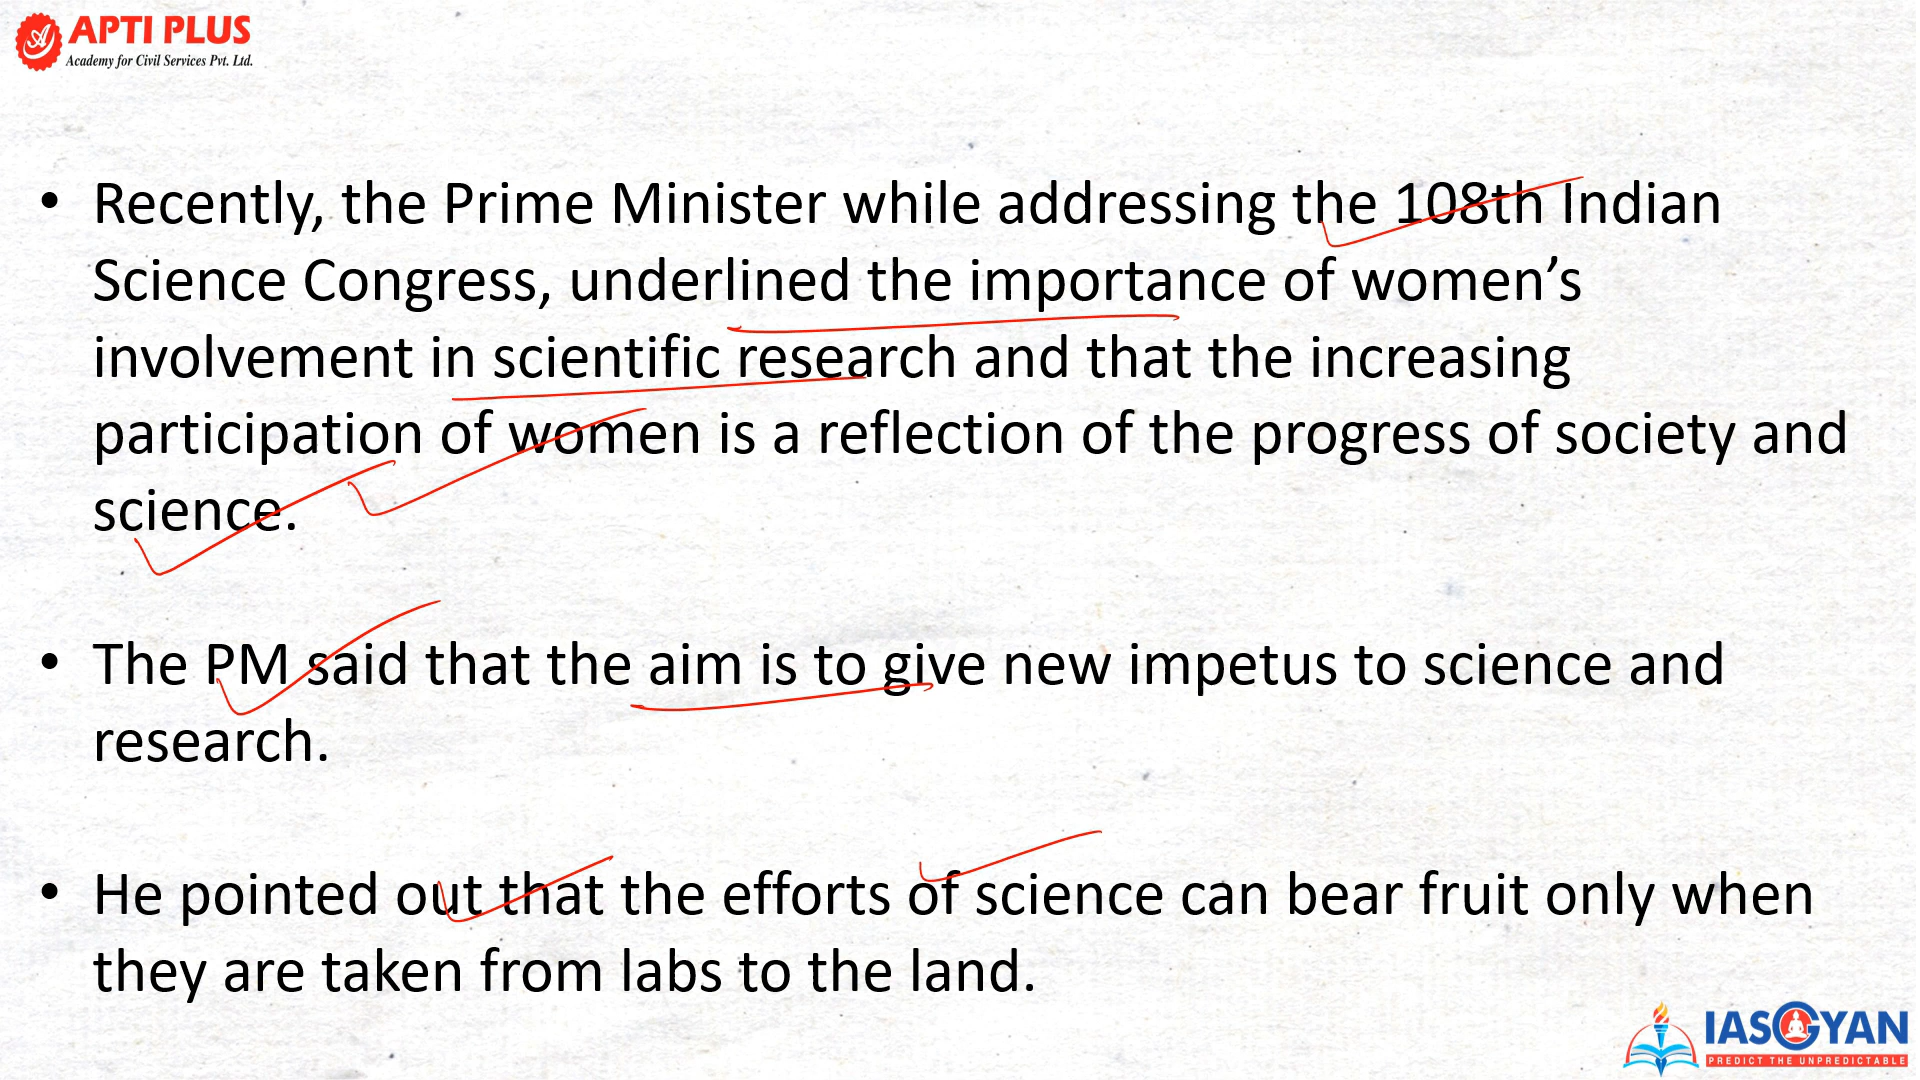 APTI PLUS
Academy for Civil Services Pvt. Ltd.
• Recently, the Prime Minister while addressing the 108th Indian
Science Congress, underlined the importance of women’s
involvement in scientific research and that the increasing
participation of women is a reflection of the progress of society and
science.
• The PM said that the aim is to give new impetus to science and
research.
• He pointed out that the efforts of science can bear fruit only when
they are taken from labs to the land.
IASGYAN
PREDICT THE UNPREDICTABLE